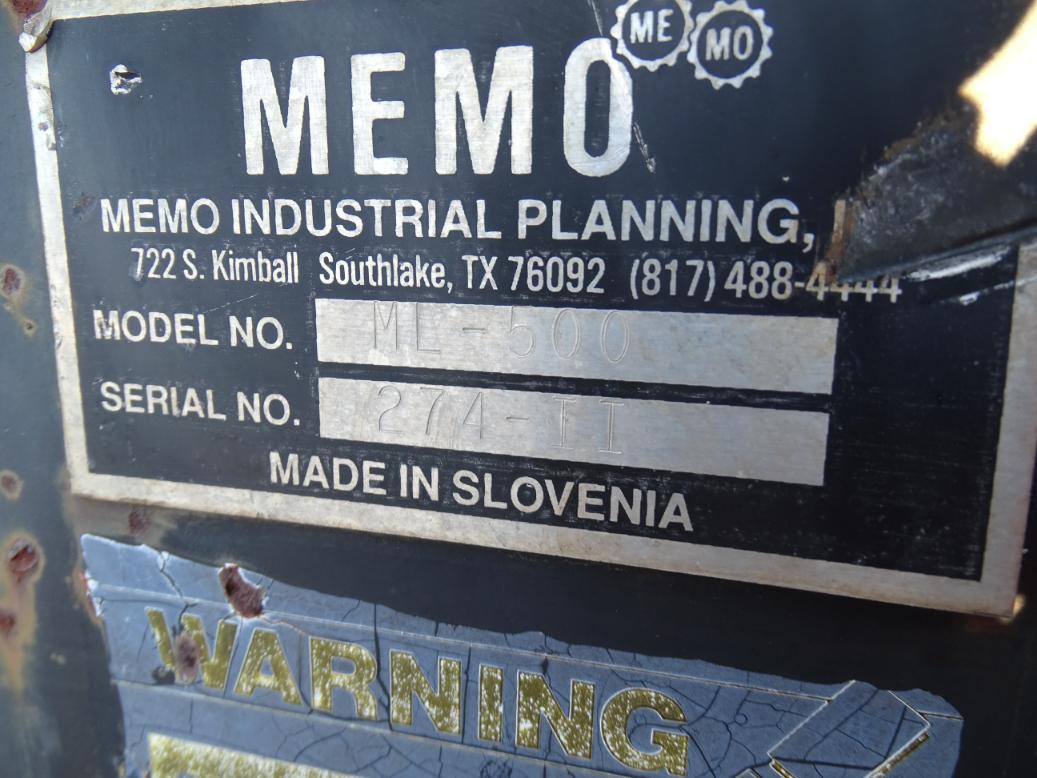 ME MO
MEMO
MEMO INDUSTRIAL PLANNING,
722 S. Kimball Southlake, TX 76092 (817) 488-4444
MODEL NO. ML-500
SERIAL NO. 274-II
MADE IN SLOVENIA
WARNING